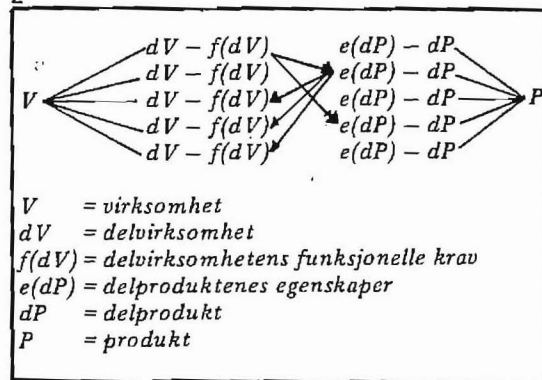 dV – f(dV) e(dP) – dP
dV – f(dV) e(dP) – dP
V dV – f(dV) e(dP) – dP P
dV – f(dV) e(dP) – dP
dV – f(dV) e(dP) – dP
V = virksomhet
dV = delvirksomhet
f(dV) = delvirksomhetens funksjonelle krav
e(dP) = delproduktenes egenskaper
dP = delprodukt
P = produkt